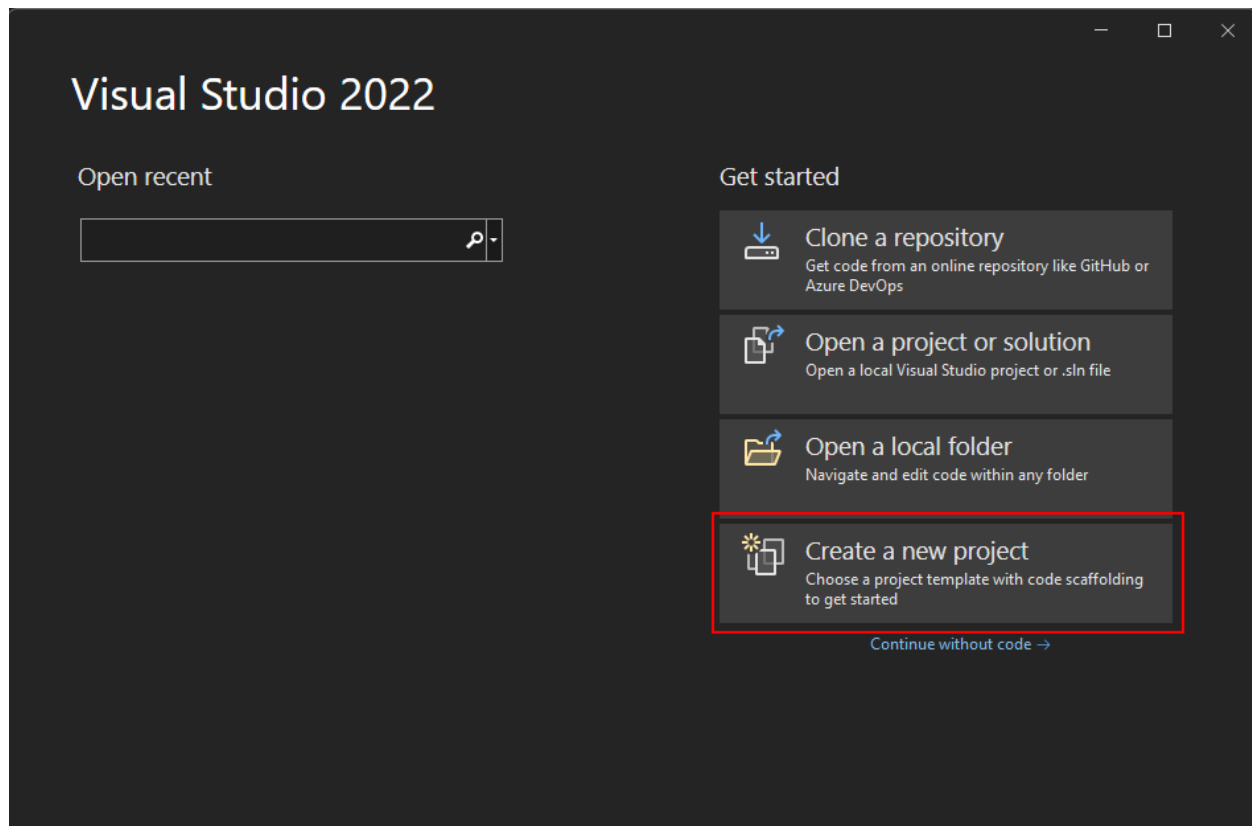 Visual Studio 2022
Open recent
Get started
Clone a repository
Get code from an online repository like GitHub or
Azure DevOps
Open a project or solution
Open a local Visual Studio project or .sln file
Open a local folder
Navigate and edit code within any folder
Create a new project
Choose a project template with code scaffolding
to get started
Continue without code →